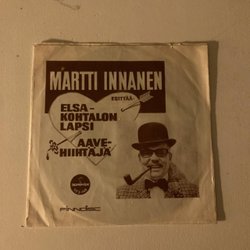 MARTTI INNANEN
ESITTÄÄ
ELSA-
KOHTALON
LAPSI
AAVE-
HIIHTÄJÄ
FINNDISC